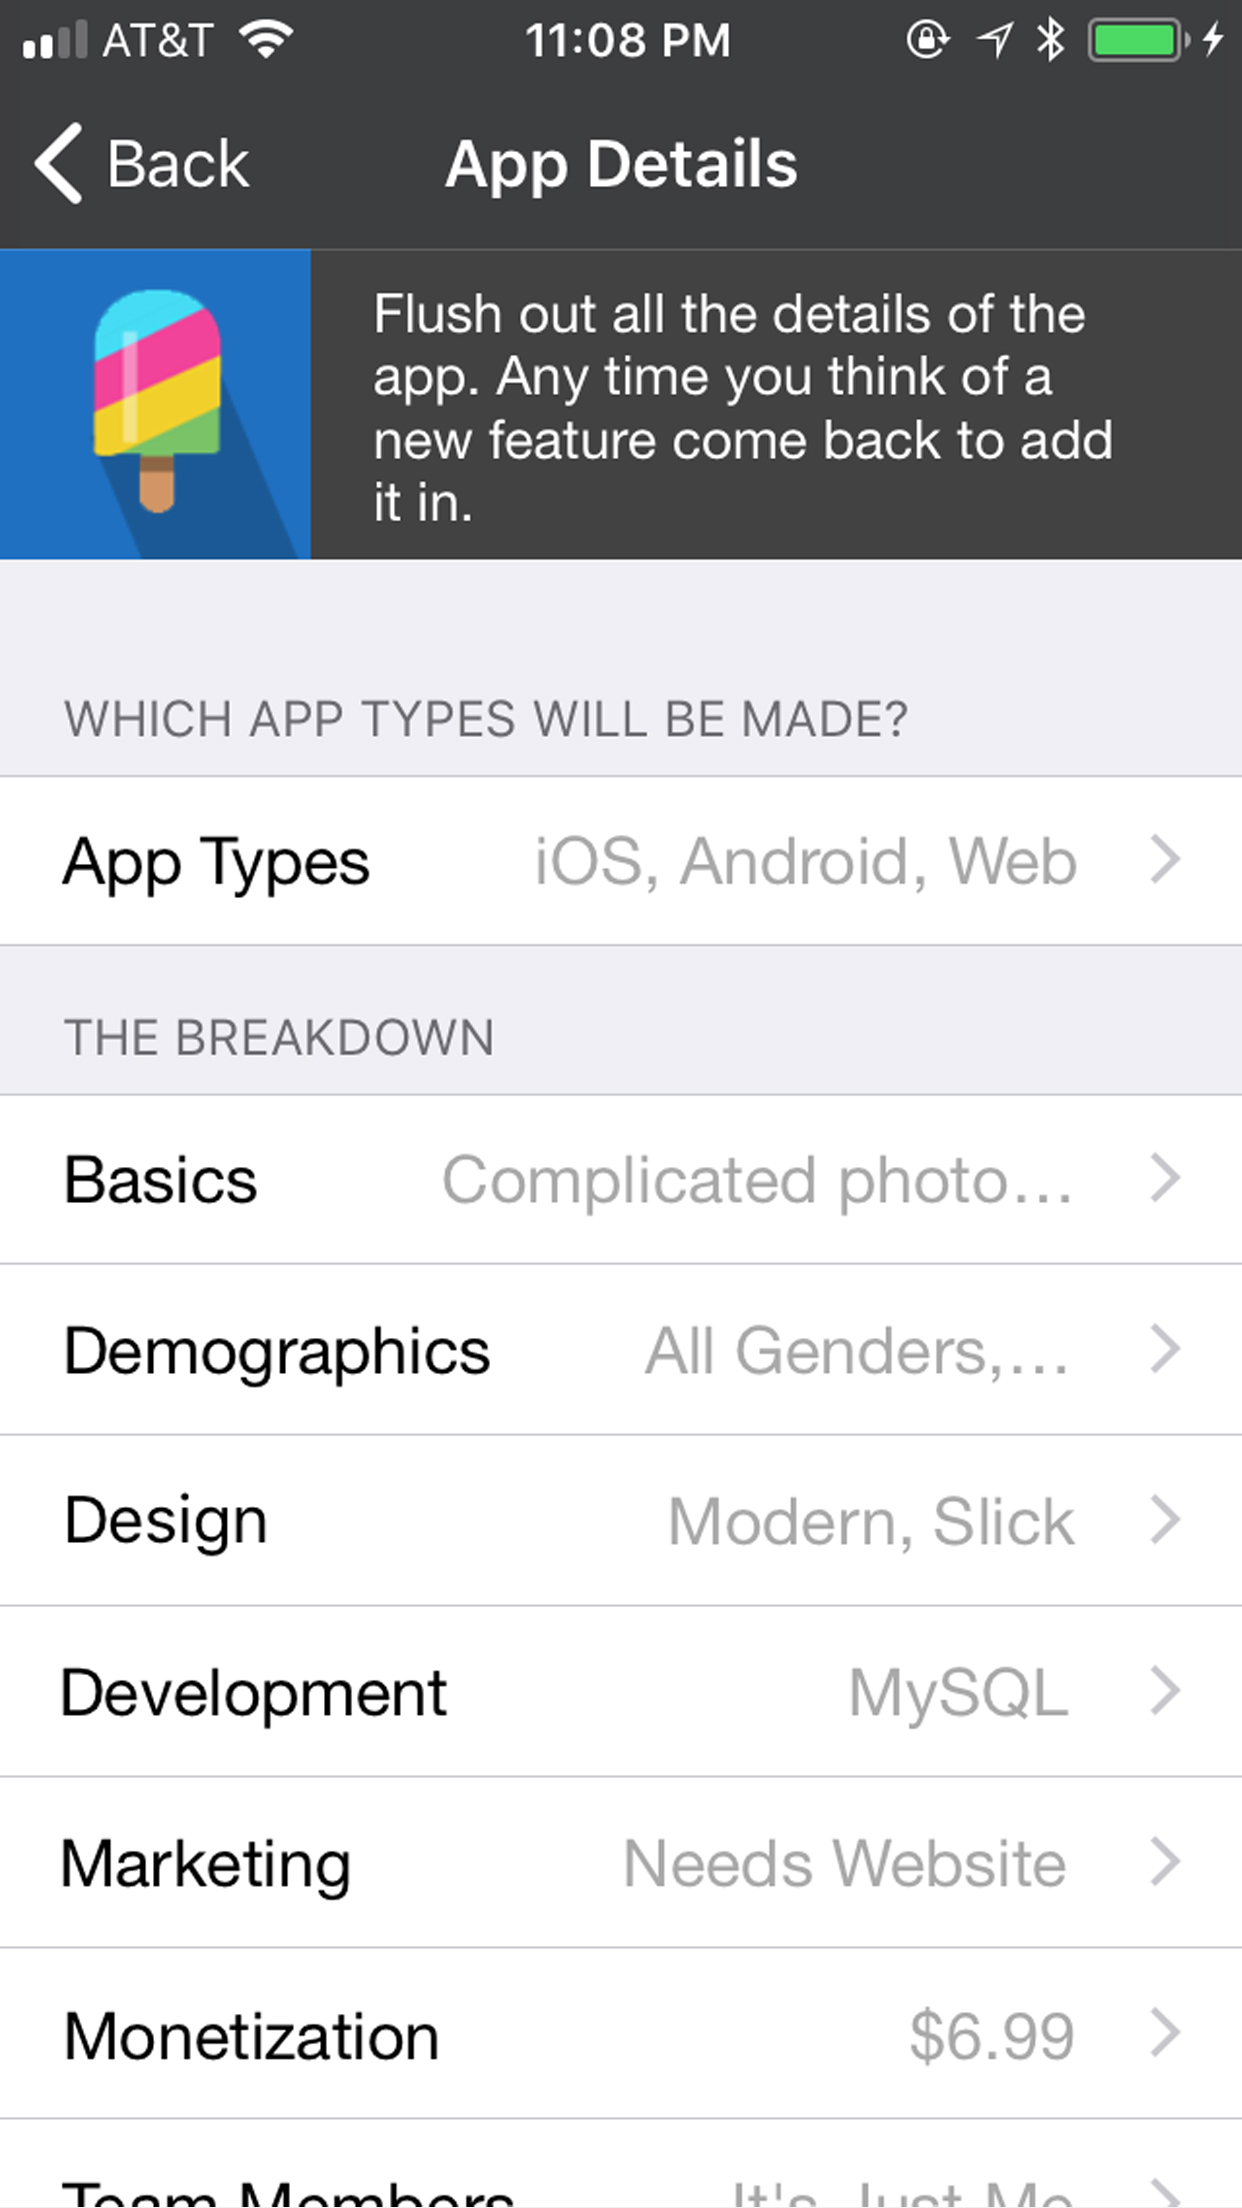 AT&T 11:08 PM
Back App Details
Flush out all the details of the
app. Any time you think of a
new feature come back to add
it in.
WHICH APP TYPES WILL BE MADE?
App Types iOS, Android, Web
THE BREAKDOWN
Basics Complicated photo...
Demographics All Genders,...
Design Modern, Slick
Development MySQL
Marketing Needs Website
Monetization $6.99
Team Members It's Just Me